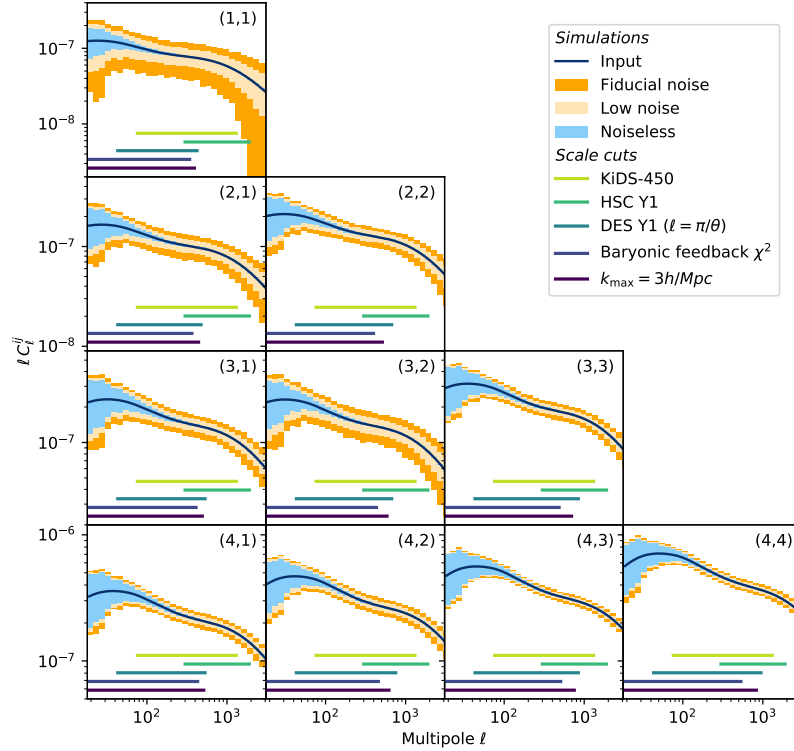 (1,1)
10⁻⁷
10⁻⁸
Simulations
Input
Fiducial noise
Low noise
Noiseless
Scale cuts
KiDS-450
HSC Y1
DES Y1 (ℓ = π/θ)
Baryonic feedback χ²
k_max = 3h/Mpc
(2,1)
(2,2)
10⁻⁷
10⁻⁸
ℓ C_ℓ^{ij}
(3,1)
(3,2)
(3,3)
10⁻⁷
10⁻⁶
(4,1)
(4,2)
(4,3)
(4,4)
10⁻⁷
10² 10³ 10² 10³ 10² 10³ 10² 10³
Multipole ℓ